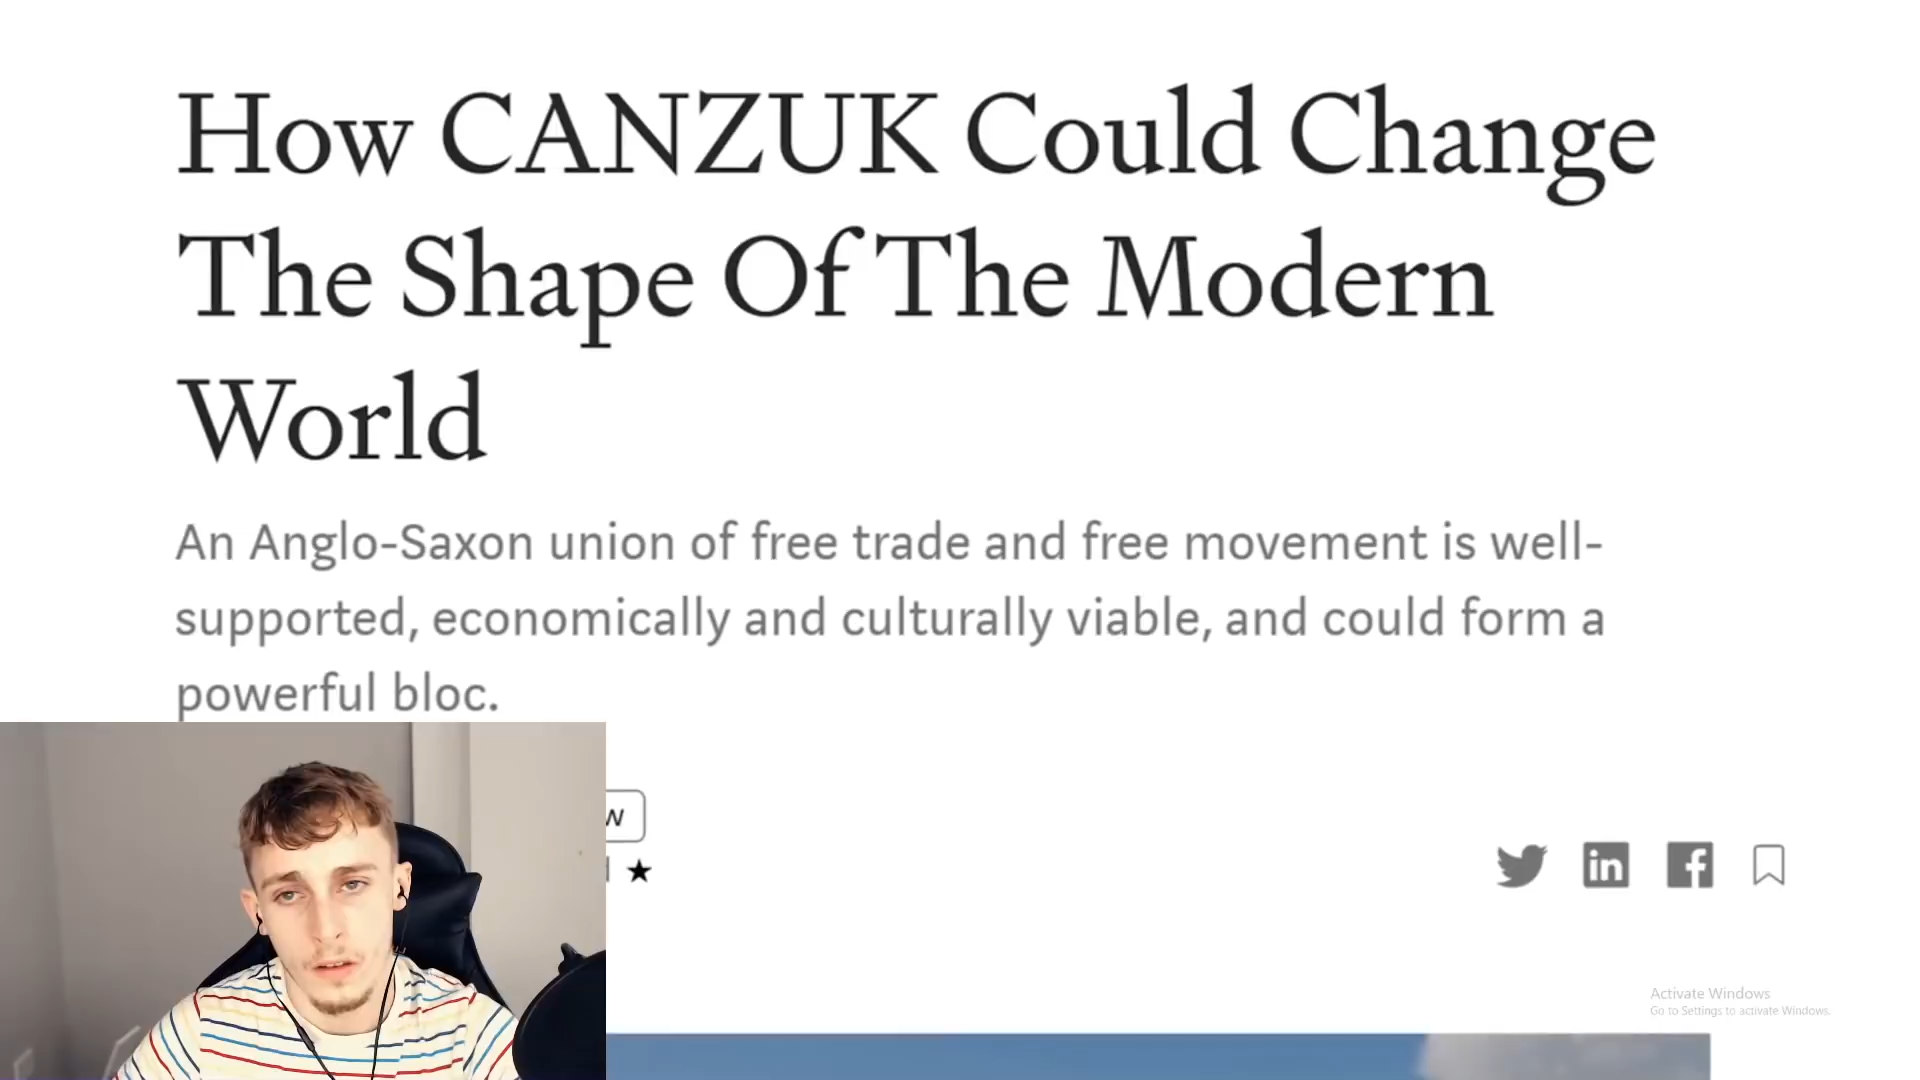 How CANZUK Could Change
The Shape Of The Modern
World
An Anglo-Saxon union of free trade and free movement is well-
supported, economically and culturally viable, and could form a
powerful bloc.
Activate Windows
Go to Settings to activate Windows.